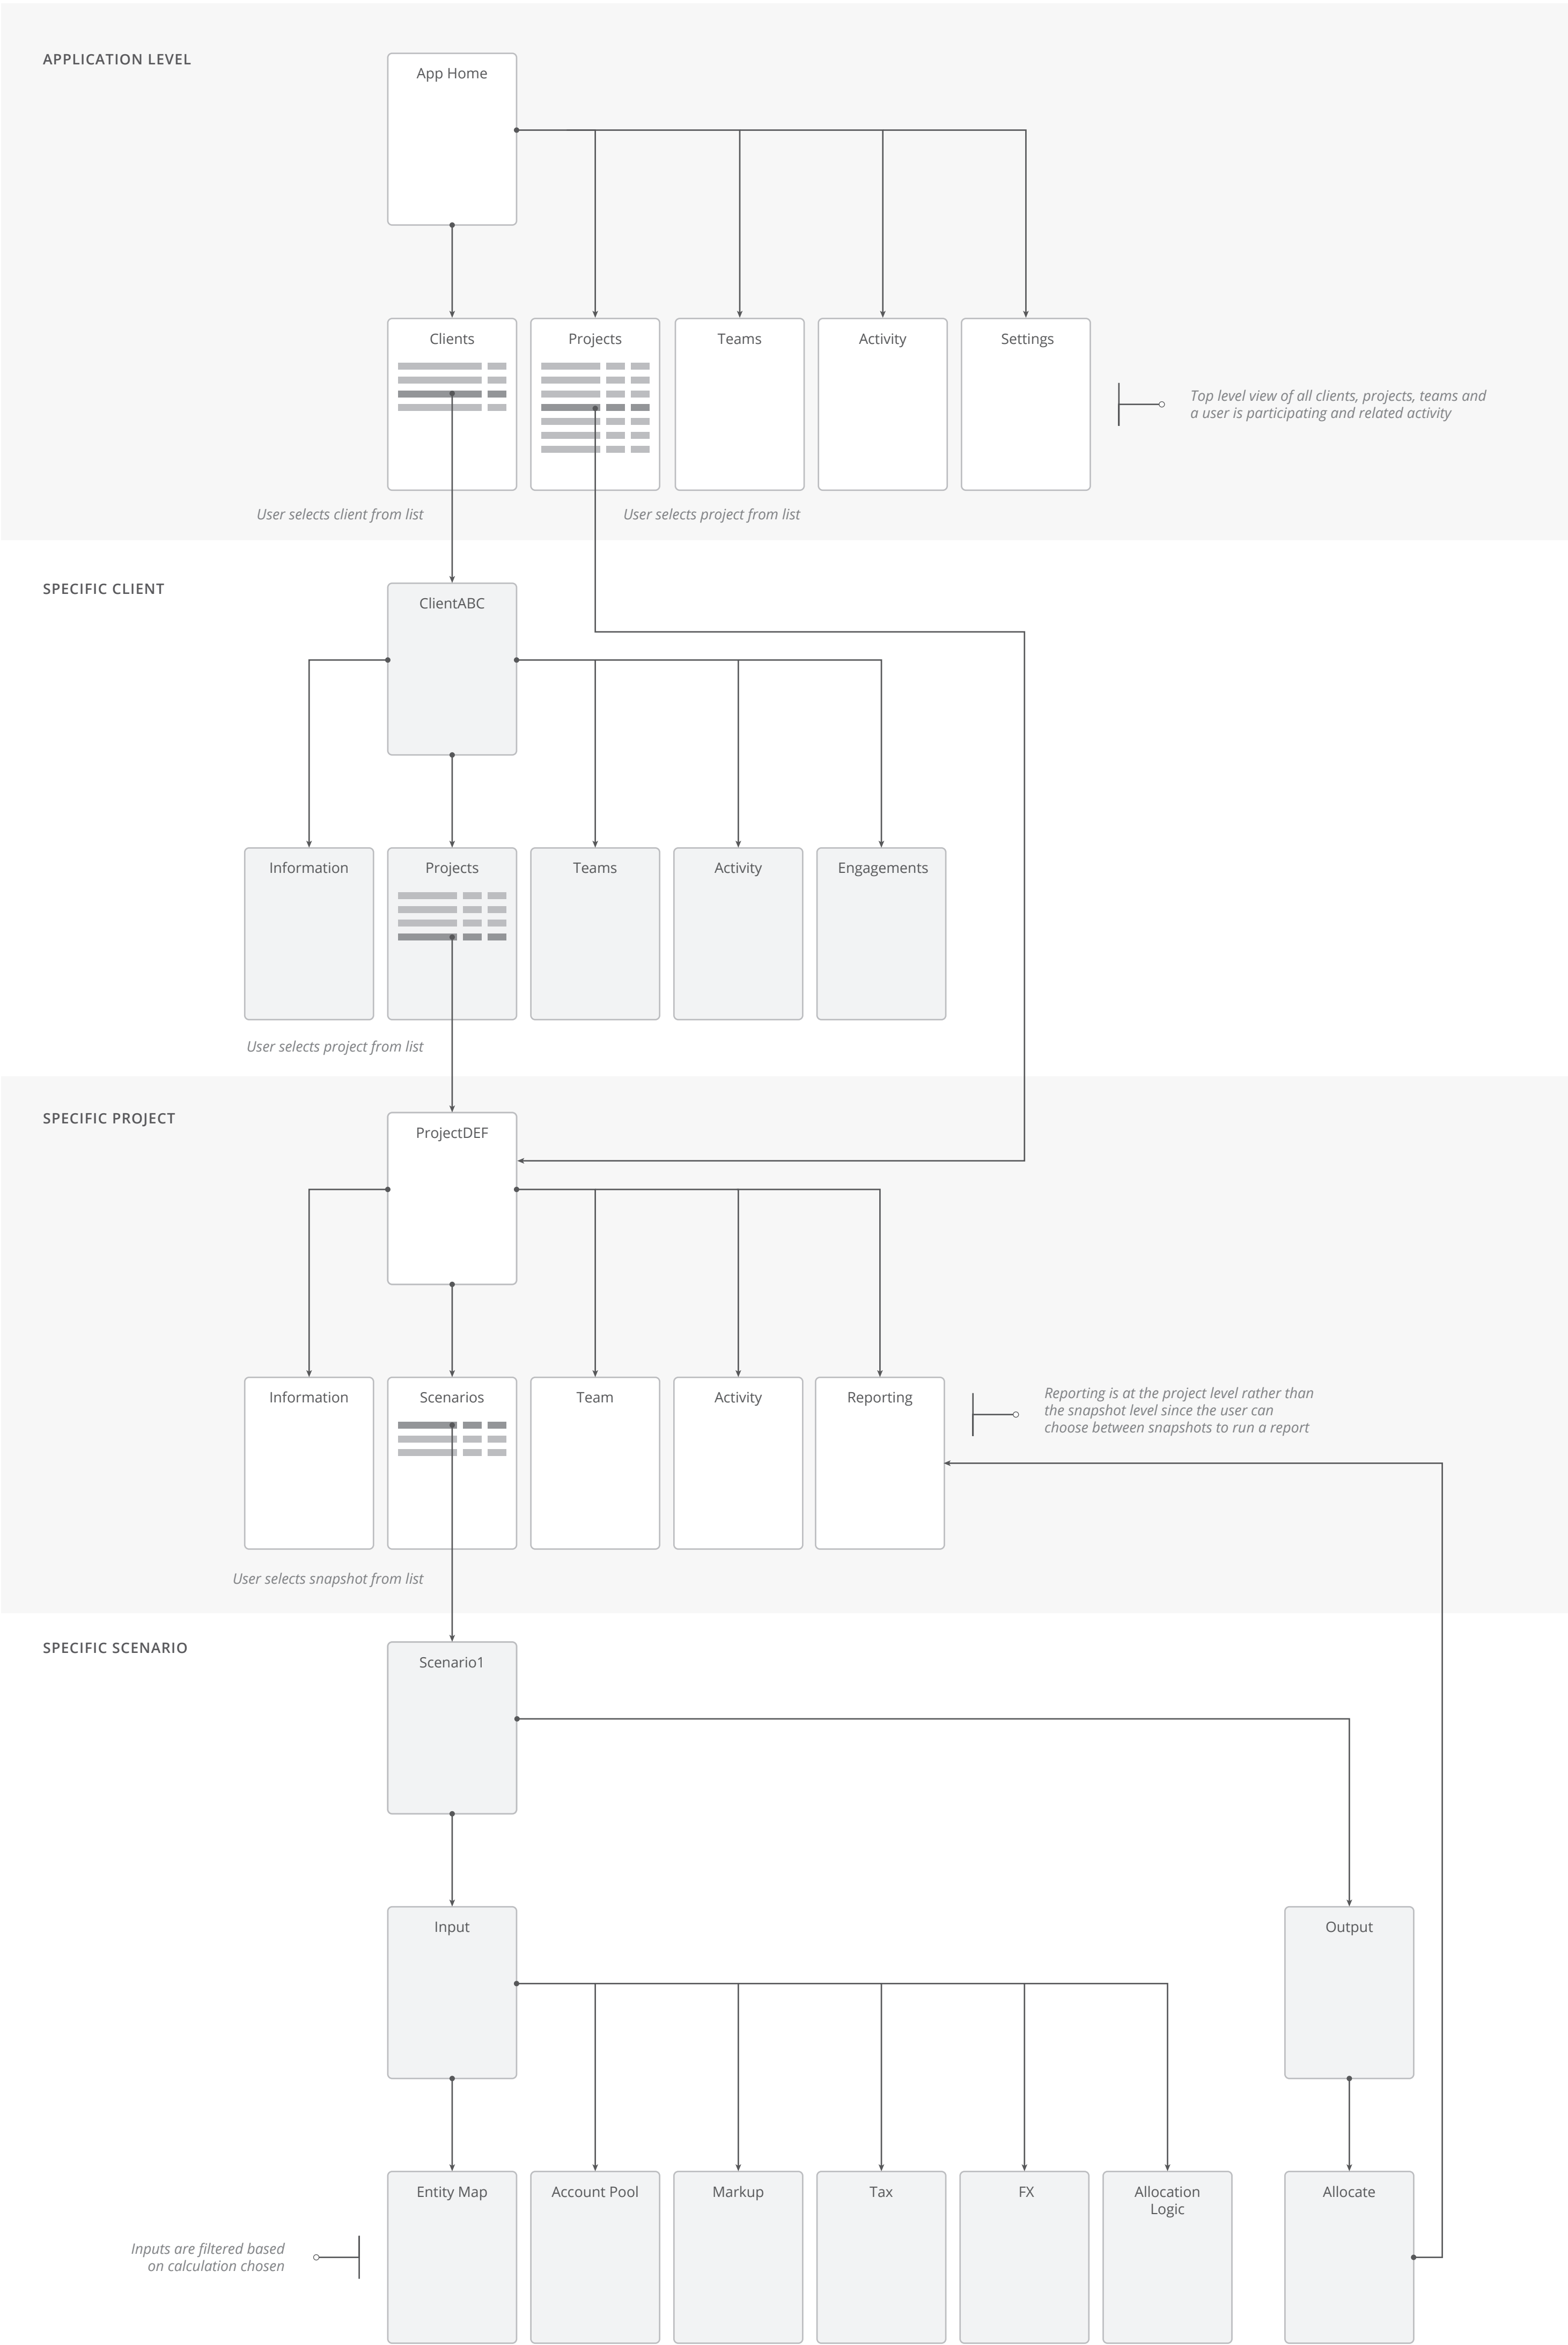 APPLICATION LEVEL
App Home
Clients
Projects
Teams
Activity
Settings
Top level view of all clients, projects, teams and
a user is participating and related activity
User selects client from list
User selects project from list
SPECIFIC CLIENT
ClientABC
Information
Projects
Teams
Activity
Engagements
User selects project from list
SPECIFIC PROJECT
ProjectDEF
Information
Scenarios
Team
Activity
Reporting
Reporting is at the project level rather than
the snapshot level since the user can
choose between snapshots to run a report
User selects snapshot from list
SPECIFIC SCENARIO
Scenario1
Input
Output
Entity Map
Account Pool
Markup
Tax
FX
Allocation
Logic
Allocate
Inputs are filtered based
on calculation chosen